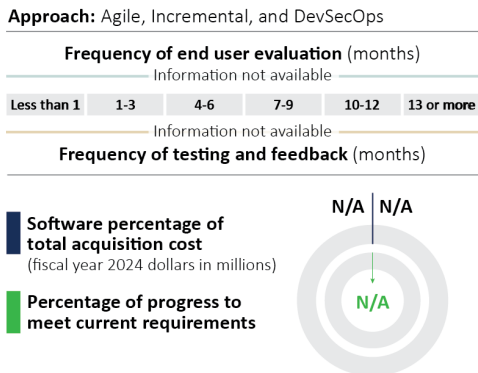 Approach: Agile, Incremental, and DevSecOps
Frequency of end user evaluation (months)
Information not available
Less than 1 1-3 4-6 7-9 10-12 13 or more
Information not available
Frequency of testing and feedback (months)
N/A N/A
Software percentage of
total acquisition cost
(fiscal year 2024 dollars in millions)
Percentage of progress to
meet current requirements
N/A